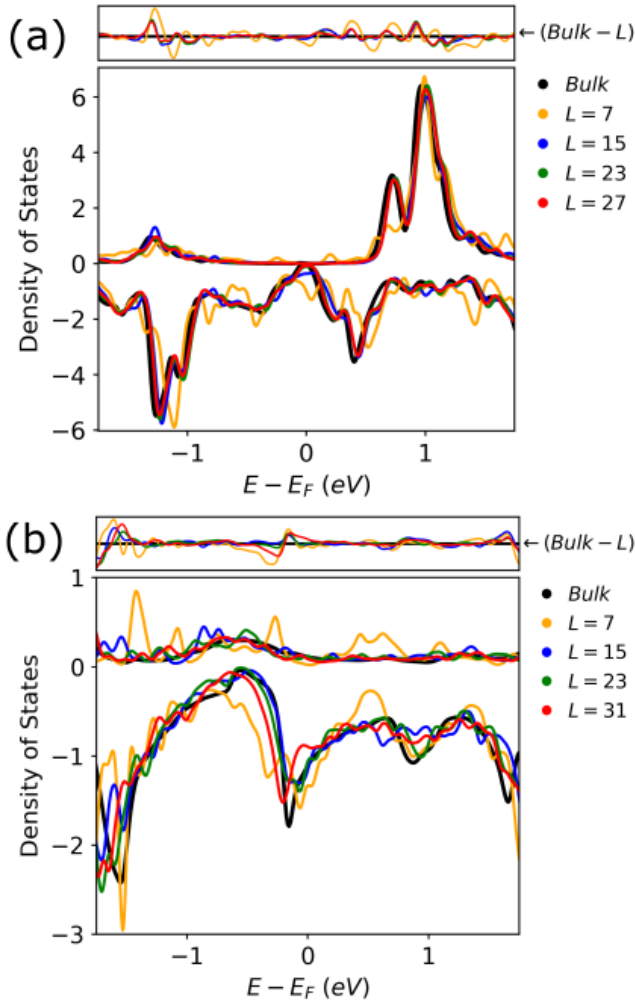 (a)
←(Bulk − L)
Density of States
6
4
2
0
−2
−4
−6
−1
0
1
E − E_F (eV)
Bulk
L = 7
L = 15
L = 23
L = 27
(b)
←(Bulk − L)
Density of States
1
0
−1
−2
−3
−1
0
1
E − E_F (eV)
Bulk
L = 7
L = 15
L = 23
L = 31